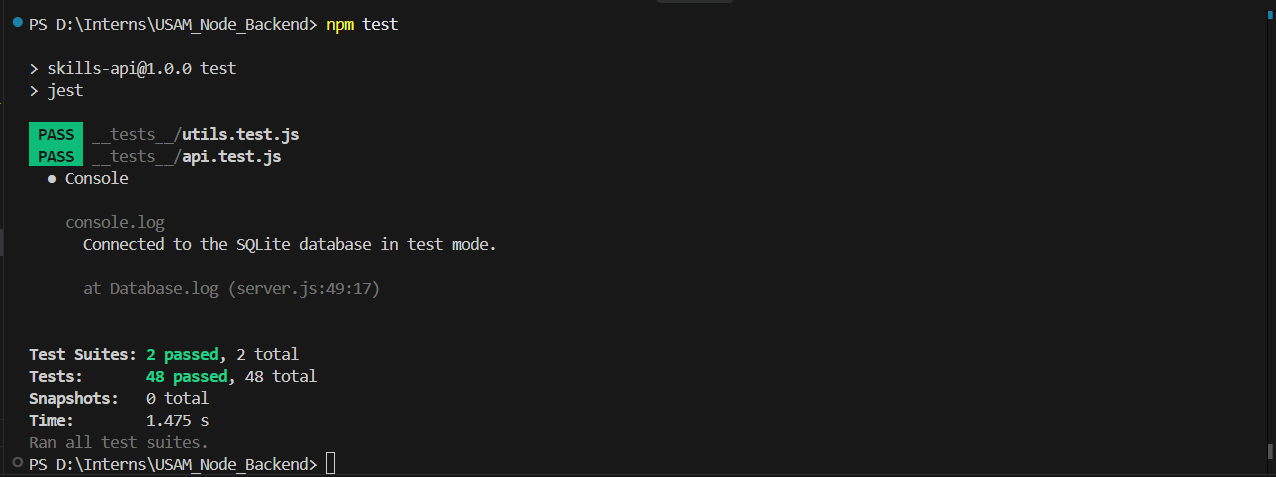 PS D:\Interns\USAM_Node_Backend> npm test
> skills-api@1.0.0 test
> jest
PASS __tests__/utils.test.js
PASS __tests__/api.test.js
● Console
console.log
Connected to the SQLite database in test mode.
at Database.log (server.js:49:17)
Test Suites: 2 passed, 2 total
Tests: 48 passed, 48 total
Snapshots: 0 total
Time: 1.475 s
Ran all test suites.
PS D:\Interns\USAM_Node_Backend>